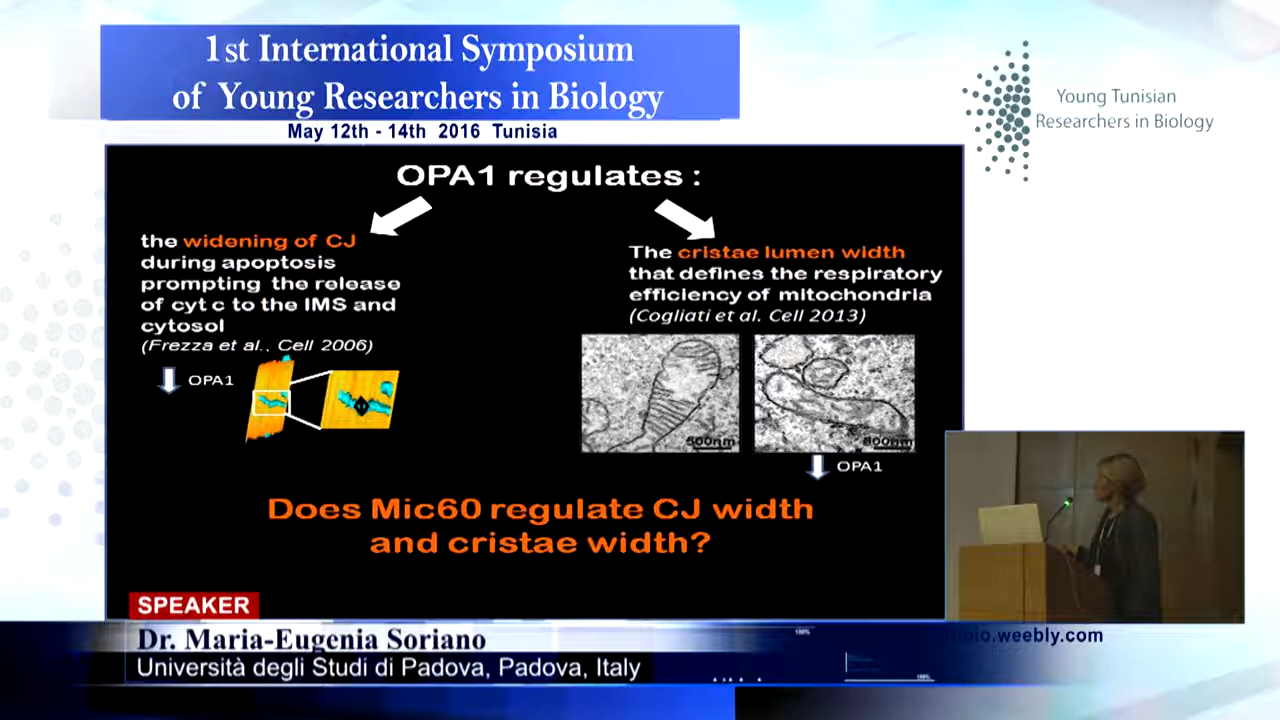 1st International Symposium
of Young Researchers in Biology
May 12th - 14th 2016 Tunisia
Young Tunisian
Researchers in Biology
OPA1 regulates :
the widening of CJ
during apoptosis
prompting the release
of cyt c to the IMS and
cytosol
(Frezza et al.. Cell 2006)
OPA1
The cristae lumen width
that defines the respiratory
efficiency of mitochondria
(Cogliati et al. Cell 2013)
500nm
OPA1
Does Mic60 regulate CJ width
and cristae width?
SPEAKER
Dr. Maria-Eugenia Soriano
Università degli Studi di Padova, Padova, Italy
.weebly.com